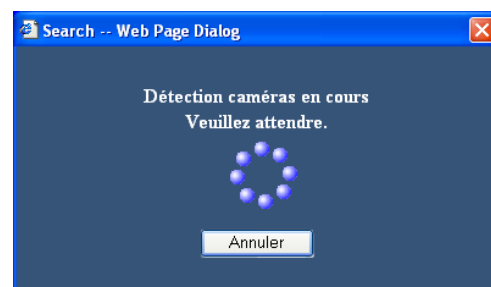 Search -- Web Page Dialog
Détection caméras en cours
Veuillez attendre.
Annuler